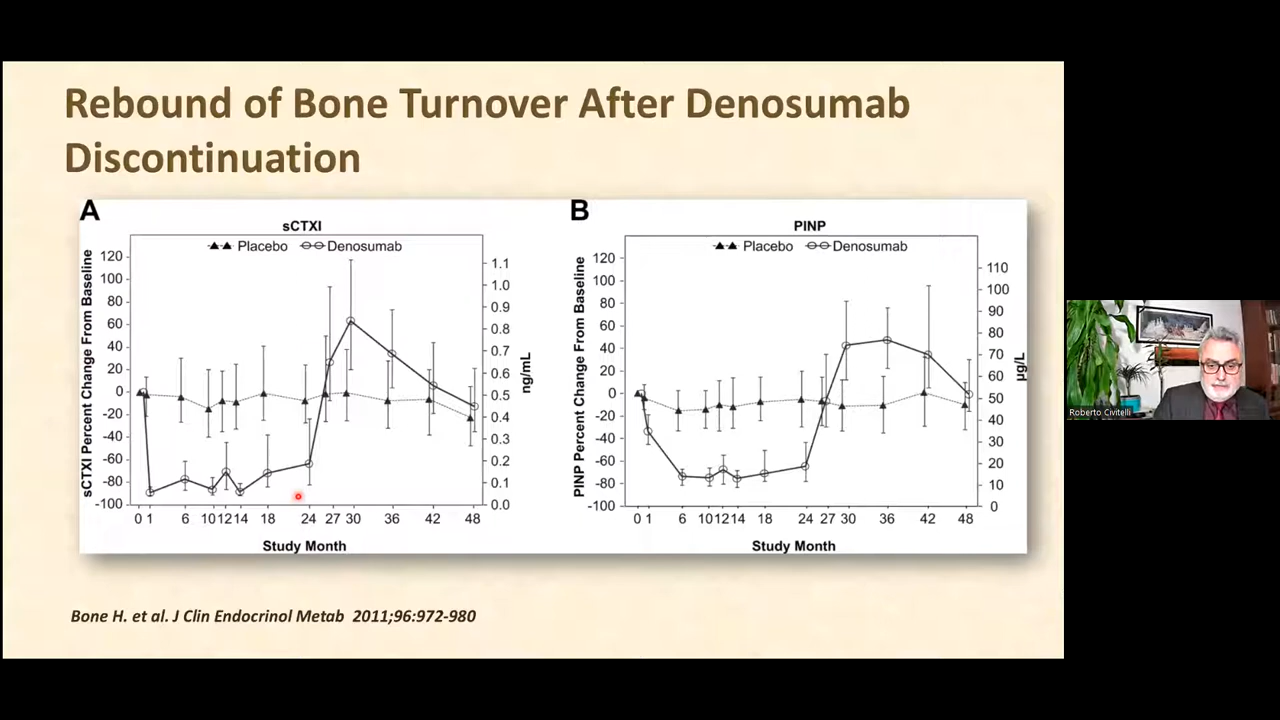 Rebound of Bone Turnover After Denosumab
Discontinuation
A
sCTXI
Placebo
Denosumab
sCTXI Percent Change From Baseline
120
100
80
60
40
20
0
-20
-40
-60
-80
-100
1.1
1.0
0.9
0.8
0.7
0.6
0.5
0.4
0.3
0.2
0.1
0.0
ng/mL
0 1 6 10 12 14 18 24 27 30 36 42 48
Study Month
B
PINP
Placebo
Denosumab
PINP Percent Change From Baseline
120
100
80
60
40
20
0
-20
-40
-60
-80
-100
110
100
90
80
70
60
50
40
30
20
10
0
µg/L
0 1 6 10 12 14 18 24 27 30 36 42 48
Study Month
Bone H. et al. J Clin Endocrinol Metab 2011;96:972-980
Roberto Civitelli